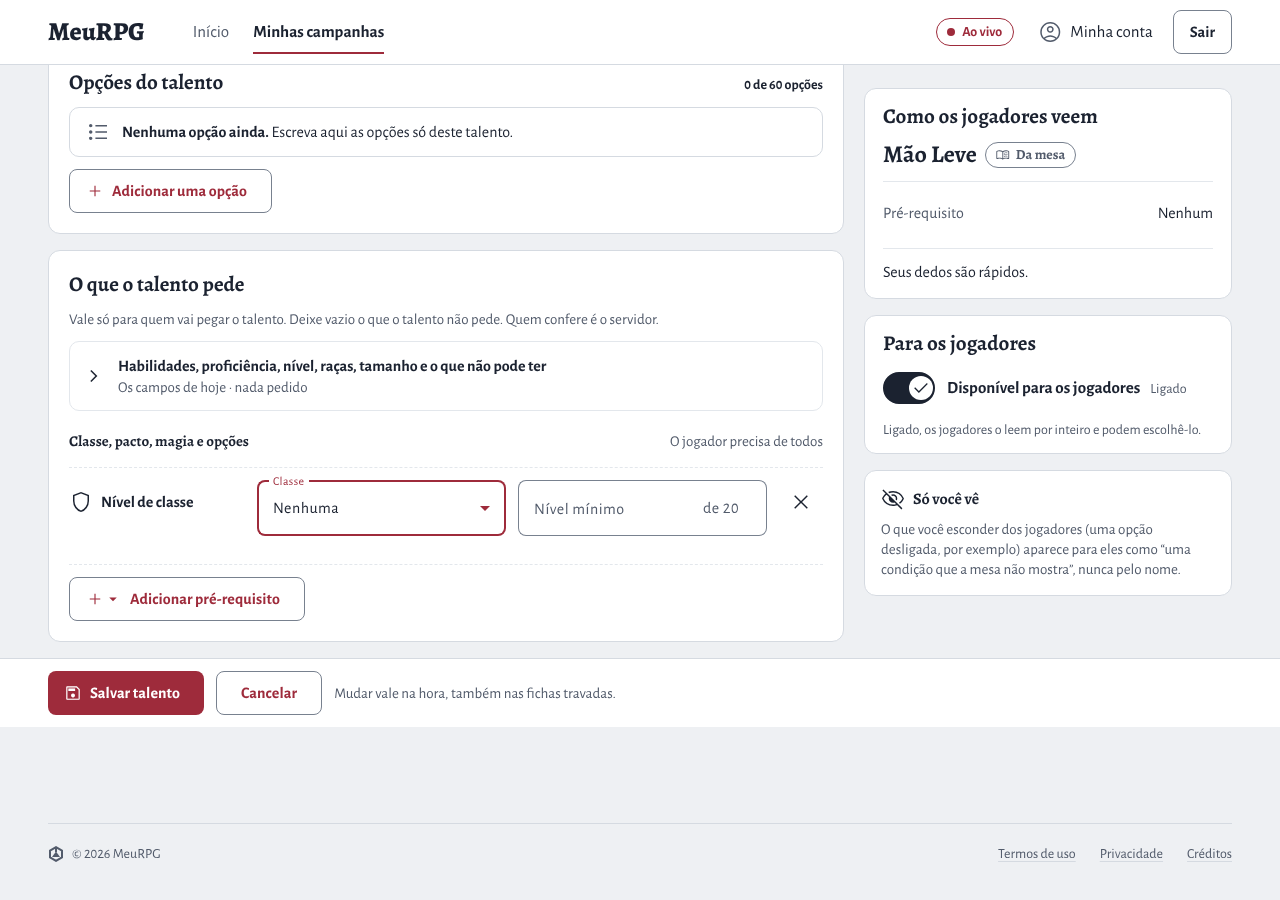 MeuRPG
Início
Minhas campanhas
Ao vivo
Minha conta
Sair
Opções do talento
0 de 60 opções
Nenhuma opção ainda. Escreva aqui as opções só deste talento.
Adicionar uma opção
O que o talento pede
Vale só para quem vai pegar o talento. Deixe vazio o que o talento não pede. Quem confere é o servidor.
Habilidades, proficiência, nível, raças, tamanho e o que não pode ter
Os campos de hoje · nada pedido
Classe, pacto, magia e opções
O jogador precisa de todos
Nível de classe
Classe
Nenhuma
Nível mínimo
de 20
Adicionar pré-requisito
Como os jogadores veem
Mão Leve
Da mesa
Pré-requisito
Nenhum
Seus dedos são rápidos.
Para os jogadores
Disponível para os jogadores
Ligado
Ligado, os jogadores o leem por inteiro e podem escolhê-lo.
Só você vê
O que você esconder dos jogadores (uma opção
desligada, por exemplo) aparece para eles como “uma
condição que a mesa não mostra”, nunca pelo nome.
Salvar talento
Cancelar
Mudar vale na hora, também nas fichas travadas.
© 2026 MeuRPG
Termos de uso
Privacidade
Créditos